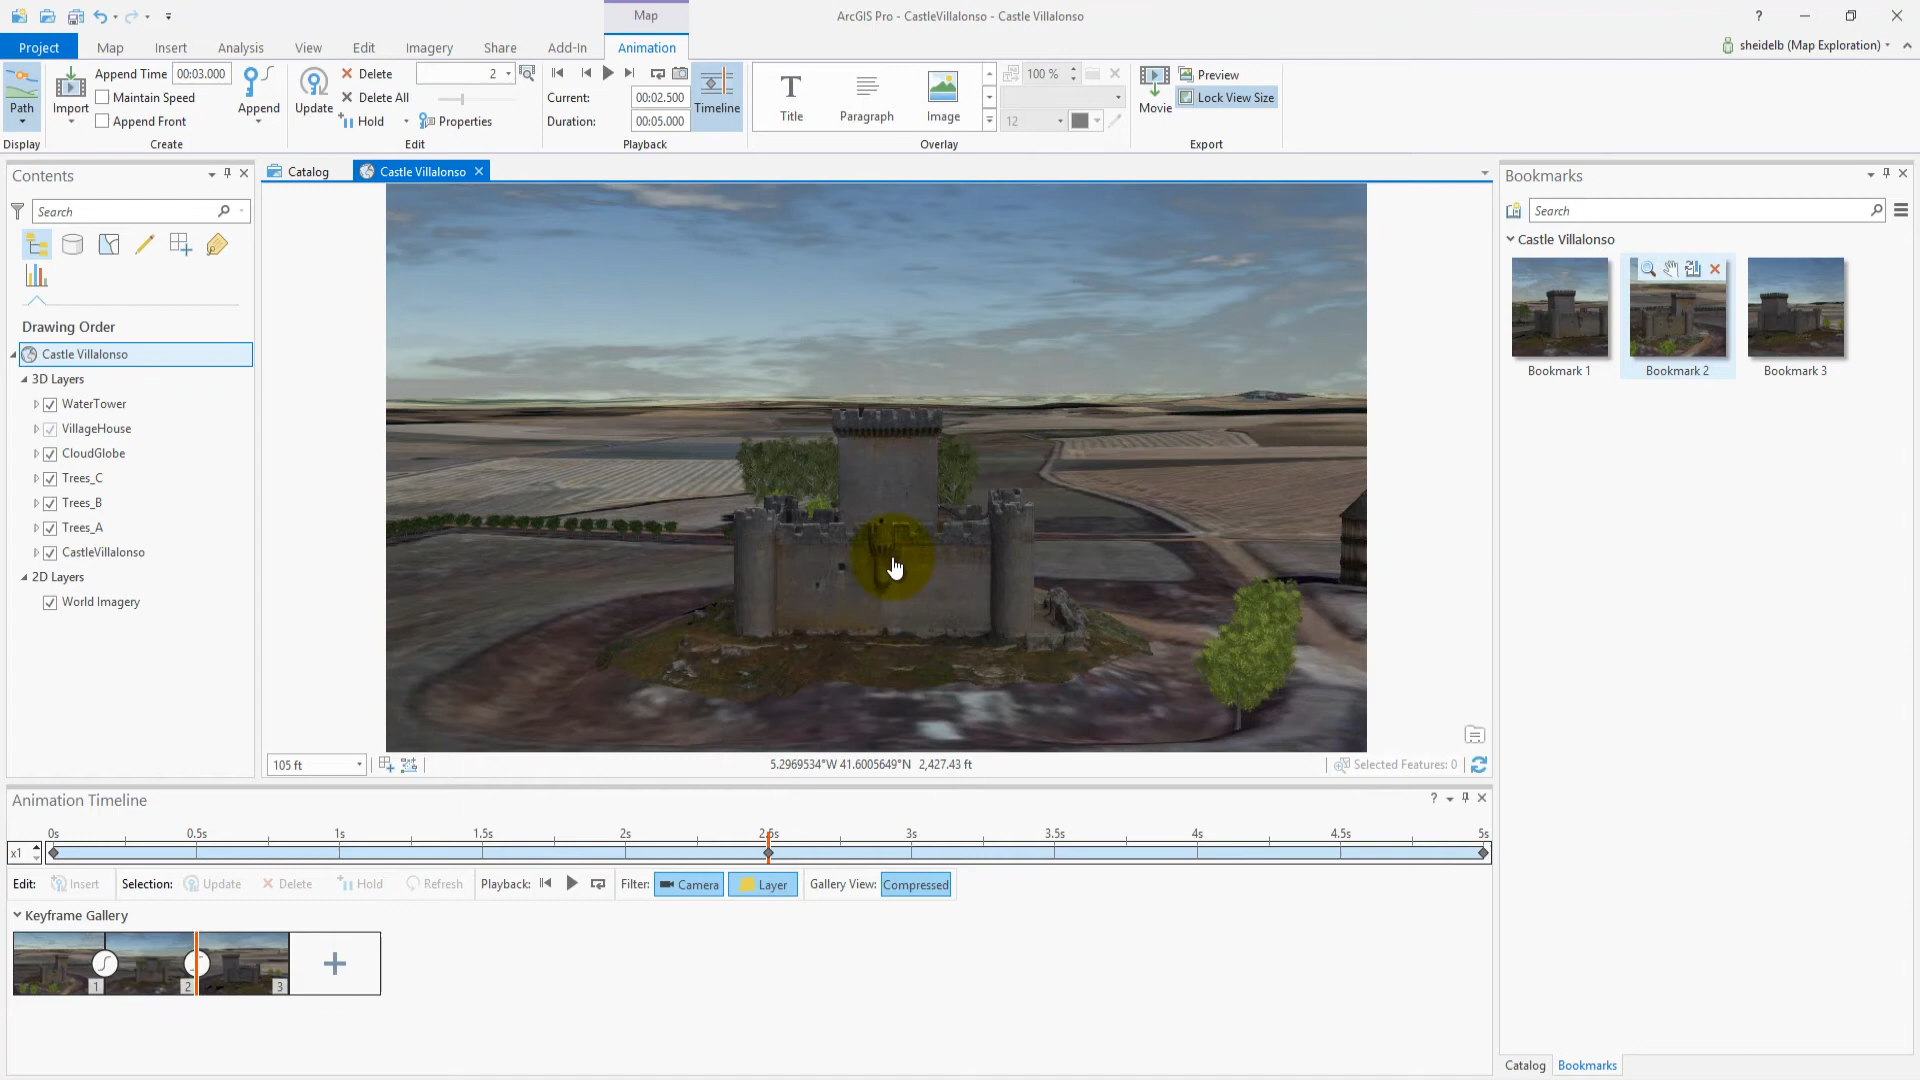 Map
ArcGIS Pro - CastleVillalonso - Castle Villalonso
?
Project Map Insert Analysis View Edit Imagery Share Add-In Animation
sheidelb (Map Exploration)
Path
Display
Import
Append Time 00:03.000
Maintain Speed
Append Front
Append
Create
Update
Delete
Delete All
Hold
2
Properties
Edit
Current: 00:02.500
Duration: 00:05.000
Timeline
Playback
Title
Paragraph
Image
100 %
12
Overlay
Movie
Preview
Lock View Size
Export
Contents
Search
Drawing Order
Castle Villalonso
3D Layers
WaterTower
VillageHouse
CloudGlobe
Trees_C
Trees_B
Trees_A
CastleVillalonso
2D Layers
World Imagery
Catalog
Castle Villalonso
105 ft
5.2969534°W 41.6005649°N 2,427.43 ft
Selected Features: 0
Bookmarks
Search
Castle Villalonso
Bookmark 1
Bookmark 2
Bookmark 3
Animation Timeline
?
0s 0.5s 1s 1.5s 2s 2.5s 3s 3.5s 4s 4.5s 5s
x1
Edit: Insert Selection: Update Delete Hold Refresh Playback: Filter: Camera Layer Gallery View: Compressed
Keyframe Gallery
1 2 3
Catalog Bookmarks